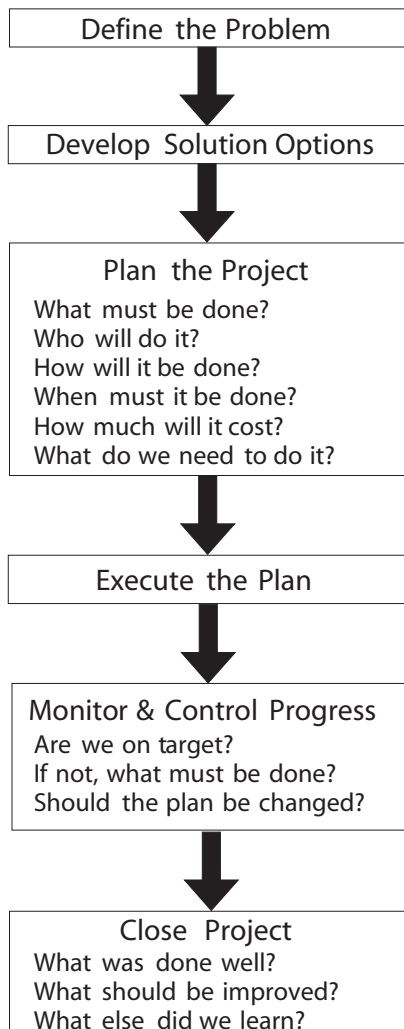 Define the Problem
Develop Solution Options
Plan the Project
What must be done?
Who will do it?
How will it be done?
When must it be done?
How much will it cost?
What do we need to do it?
Execute the Plan
Monitor & Control Progress
Are we on target?
If not, what must be done?
Should the plan be changed?
Close Project
What was done well?
What should be improved?
What else did we learn?